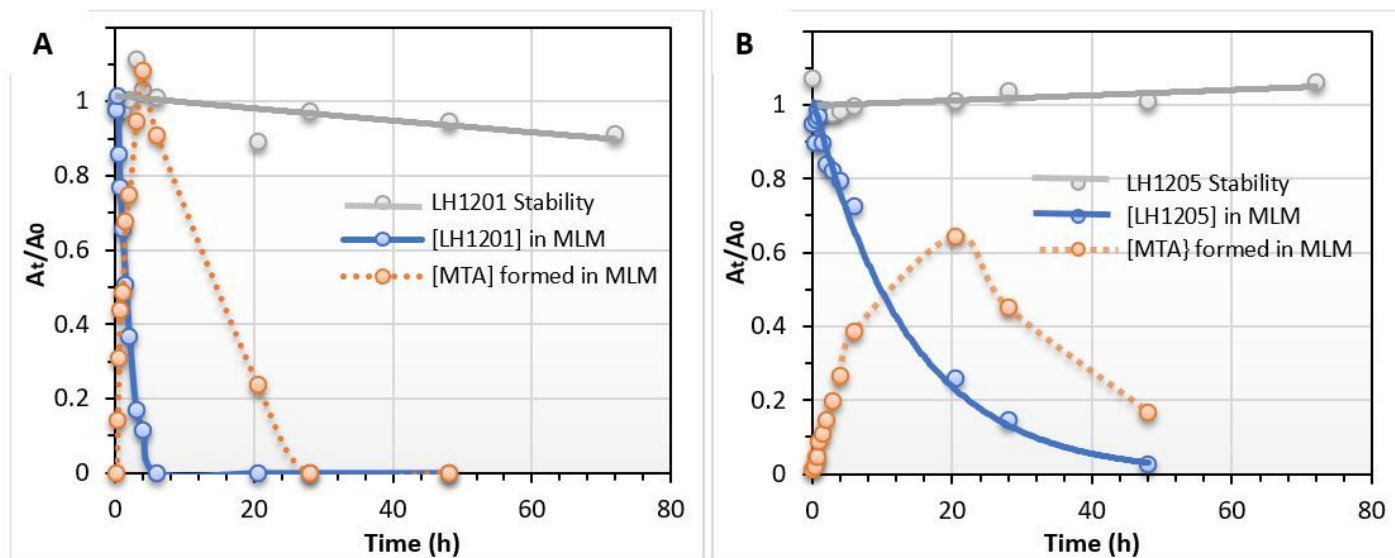 A
At/A0
1
0.8
0.6
0.4
0.2
0
LH1201 Stability
[LH1201] in MLM
[MTA] formed in MLM
0 20 40 60 80
Time (h)
B
At/A0
1
0.8
0.6
0.4
0.2
0
LH1205 Stability
[LH1205] in MLM
[MTA} formed in MLM
0 20 40 60 80
Time (h)